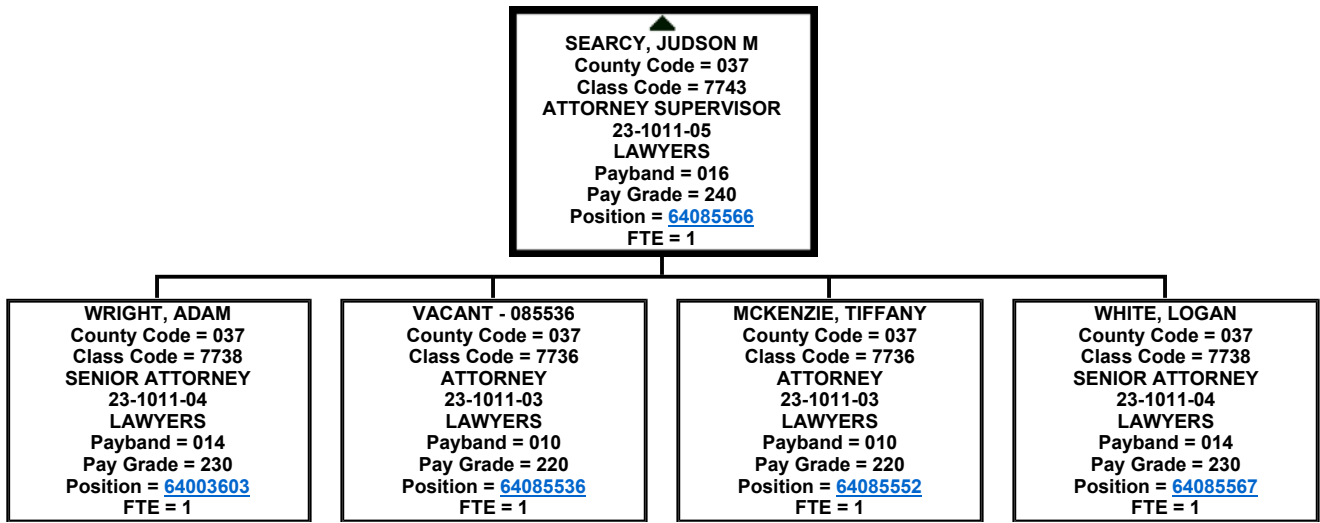 SEARCY, JUDSON M
County Code = 037
Class Code = 7743
ATTORNEY SUPERVISOR
23-1011-05
LAWYERS
Payband = 016
Pay Grade = 240
Position = 64085566
FTE = 1
WRIGHT, ADAM
County Code = 037
Class Code = 7738
SENIOR ATTORNEY
23-1011-04
LAWYERS
Payband = 014
Pay Grade = 230
Position = 64003603
FTE = 1
VACANT - 085536
County Code = 037
Class Code = 7736
ATTORNEY
23-1011-03
LAWYERS
Payband = 010
Pay Grade = 220
Position = 64085536
FTE = 1
MCKENZIE, TIFFANY
County Code = 037
Class Code = 7736
ATTORNEY
23-1011-03
LAWYERS
Payband = 010
Pay Grade = 220
Position = 64085552
FTE = 1
WHITE, LOGAN
County Code = 037
Class Code = 7738
SENIOR ATTORNEY
23-1011-04
LAWYERS
Payband = 014
Pay Grade = 230
Position = 64085567
FTE = 1